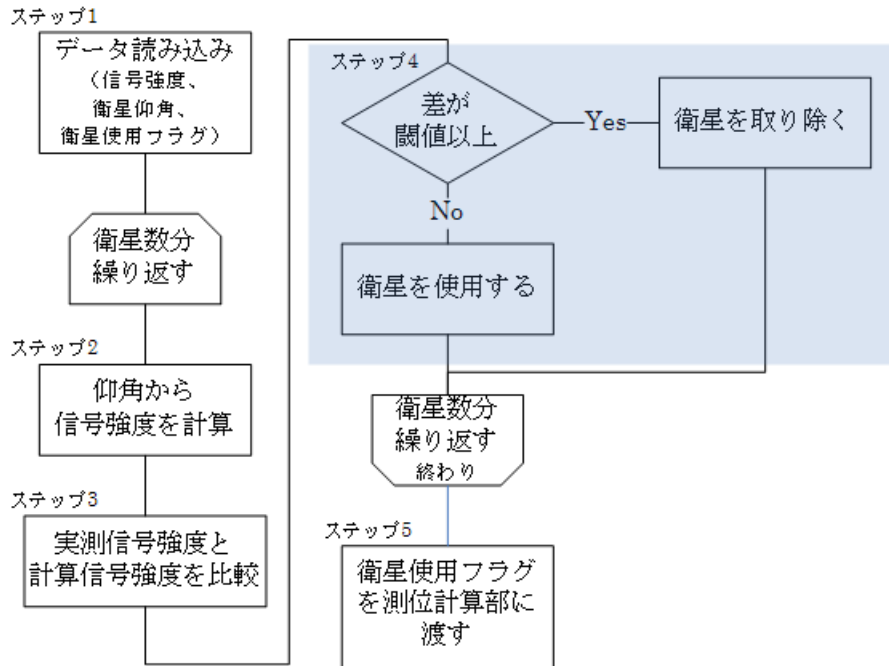 ステップ1
データ読み込み
（信号強度、
衛星仰角、
衛星使用フラグ）
衛星数分
繰り返す
ステップ2
仰角から
信号強度を計算
ステップ3
実測信号強度と
計算信号強度を比較
ステップ4
差が
閾値以上
Yes
衛星を取り除く
No
衛星を使用する
衛星数分
繰り返す
終わり
ステップ5
衛星使用フラグ
を測位計算部に
渡す